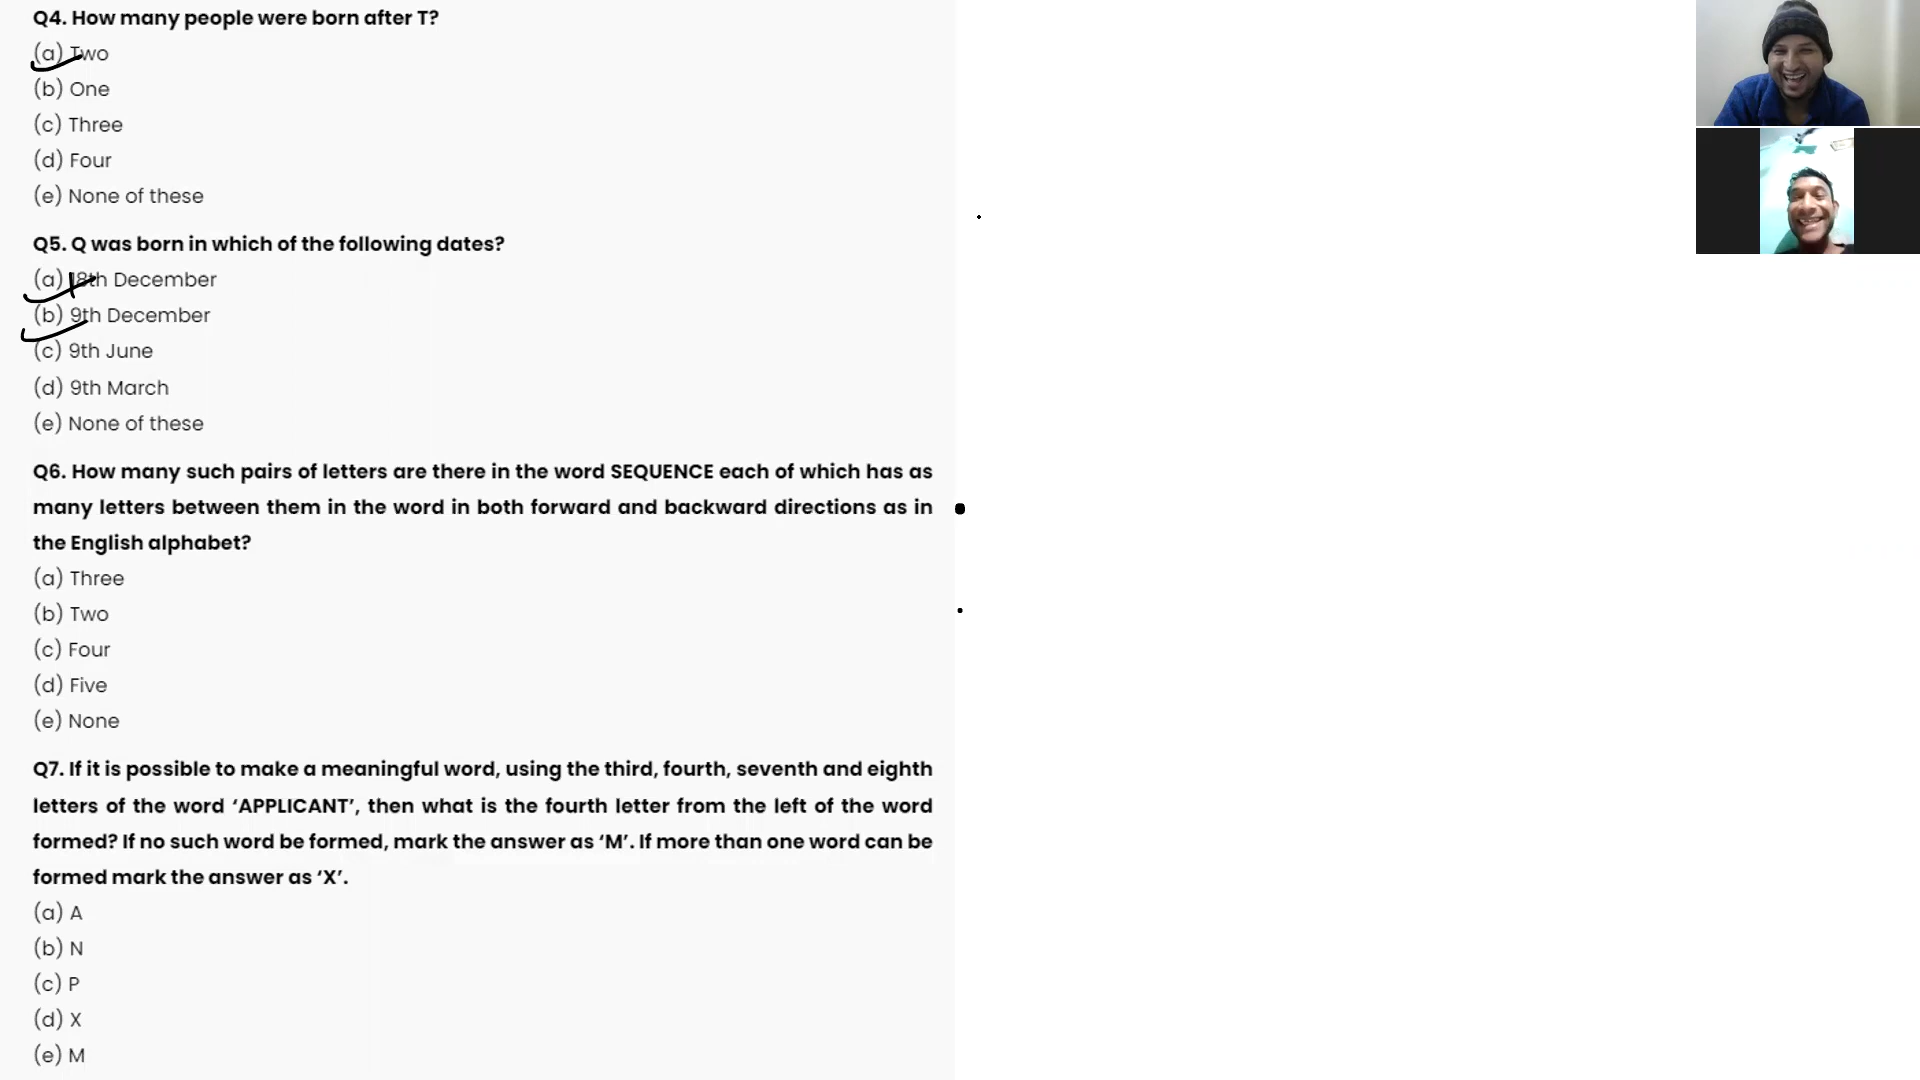 Q4. How many people were born after T?
(a) Two
(b) One
(c) Three
(d) Four
(e) None of these
Q5. Q was born in which of the following dates?
(a) 18th December
(b) 9th December
(c) 9th June
(d) 9th March
(e) None of these
Q6. How many such pairs of letters are there in the word SEQUENCE each of which has as
many letters between them in the word in both forward and backward directions as in
the English alphabet?
(a) Three
(b) Two
(c) Four
(d) Five
(e) None
Q7. If it is possible to make a meaningful word, using the third, fourth, seventh and eighth
letters of the word ‘APPLICANT’, then what is the fourth letter from the left of the word
formed? If no such word be formed, mark the answer as ‘M’. If more than one word can be
formed mark the answer as ‘X’.
(a) A
(b) N
(c) P
(d) X
(e) M